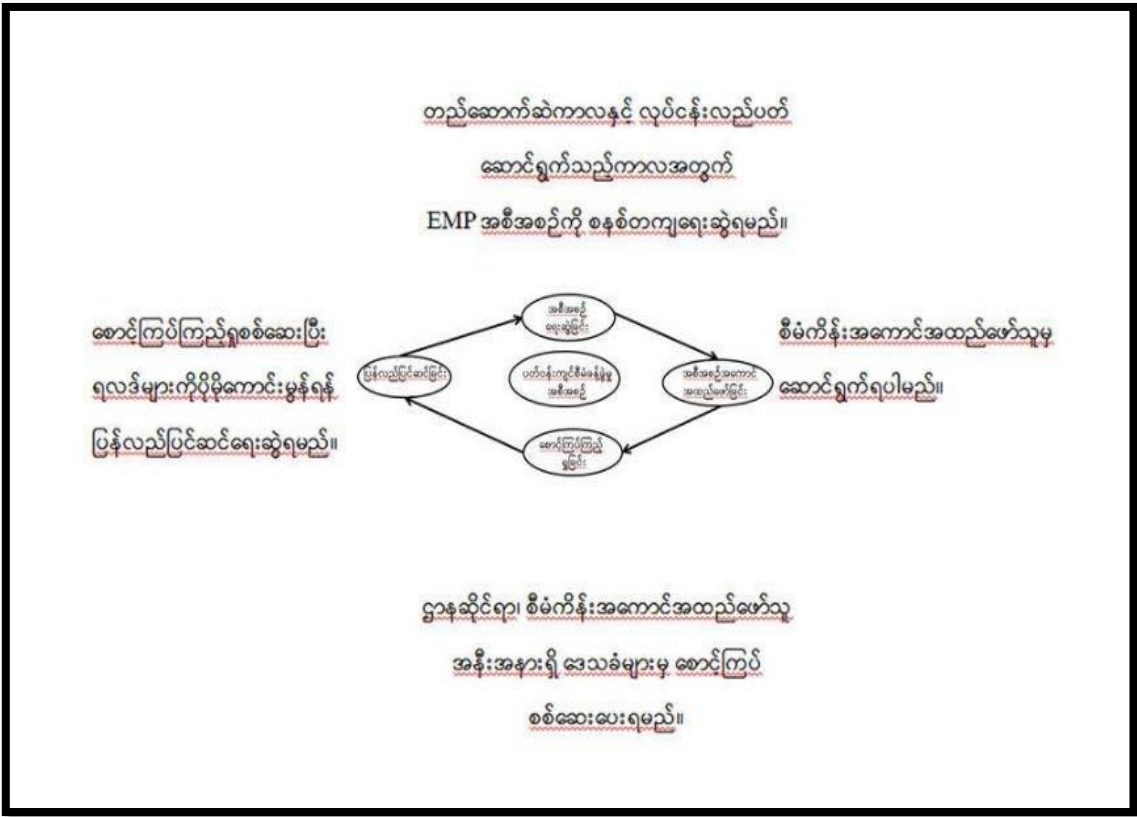 တည်ဆောက်ဆဲကာလနှင့် လုပ်ငန်းလည်ပတ်
ဆောင်ရွက်သည့်ကာလအတွက်
EMP အစီအစဉ်ကို စနစ်တကျရေးဆွဲရမည်။
အစီအစဉ်
ရေးဆွဲခြင်း
စောင့်ကြပ်ကြည့်ရှုစစ်ဆေးပြီး
ရလဒ်များကိုပိုမိုကောင်းမွန်ရန်
ပြန်လည်ပြင်ဆင်ရေးဆွဲရမည်။
ပြန်လည်ပြင်ဆင်ခြင်း
ပတ်ဝန်းကျင်စီမံခန့်ခွဲမှု
အစီအစဉ်
အစီအစဉ်အကောင်
အထည်ဖော်ခြင်း
စီမံကိန်းအကောင်အထည်ဖော်သူမှ
ဆောင်ရွက်ရပါမည်။
စောင့်ကြပ်ကြည့်
ရှုခြင်း
ဌာနဆိုင်ရာ၊ စီမံကိန်းအကောင်အထည်ဖော်သူ
အနီးအနားရှိ ဒေသခံများမှ စောင့်ကြပ်
စစ်ဆေးပေးရမည်။